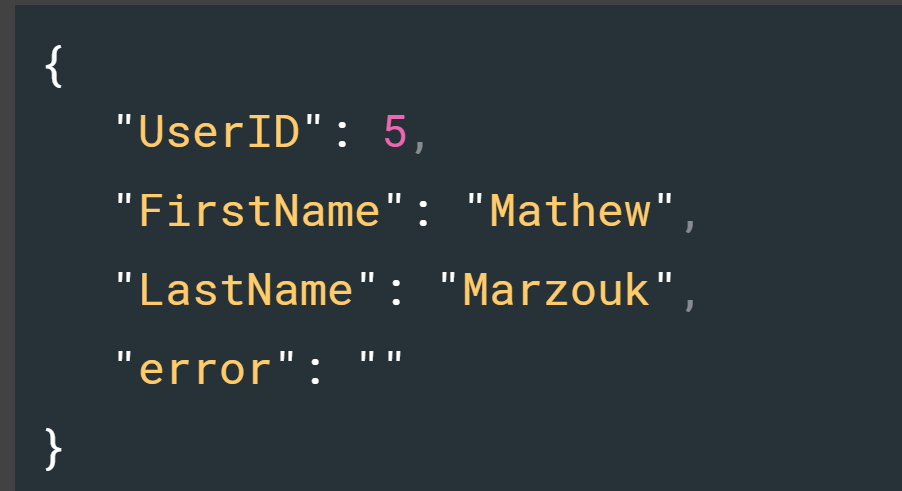 {
"UserID": 5,
"FirstName": "Mathew",
"LastName": "Marzouk",
"error": ""
}